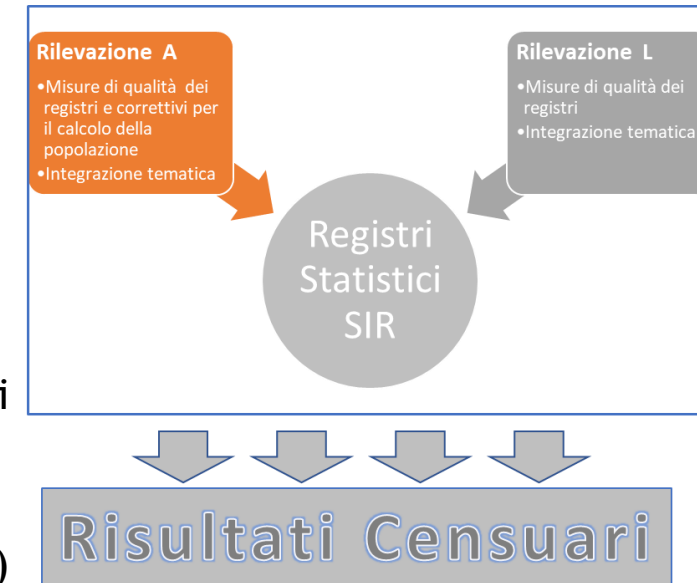 Rilevazione A
•Misure di qualità dei
registri e correttivi per
il calcolo della
popolazione
•Integrazione tematica
Rilevazione L
•Misure di qualità dei
registri
•Integrazione tematica
Registri
Statistici
SIR
i
Risultati Censuari
)